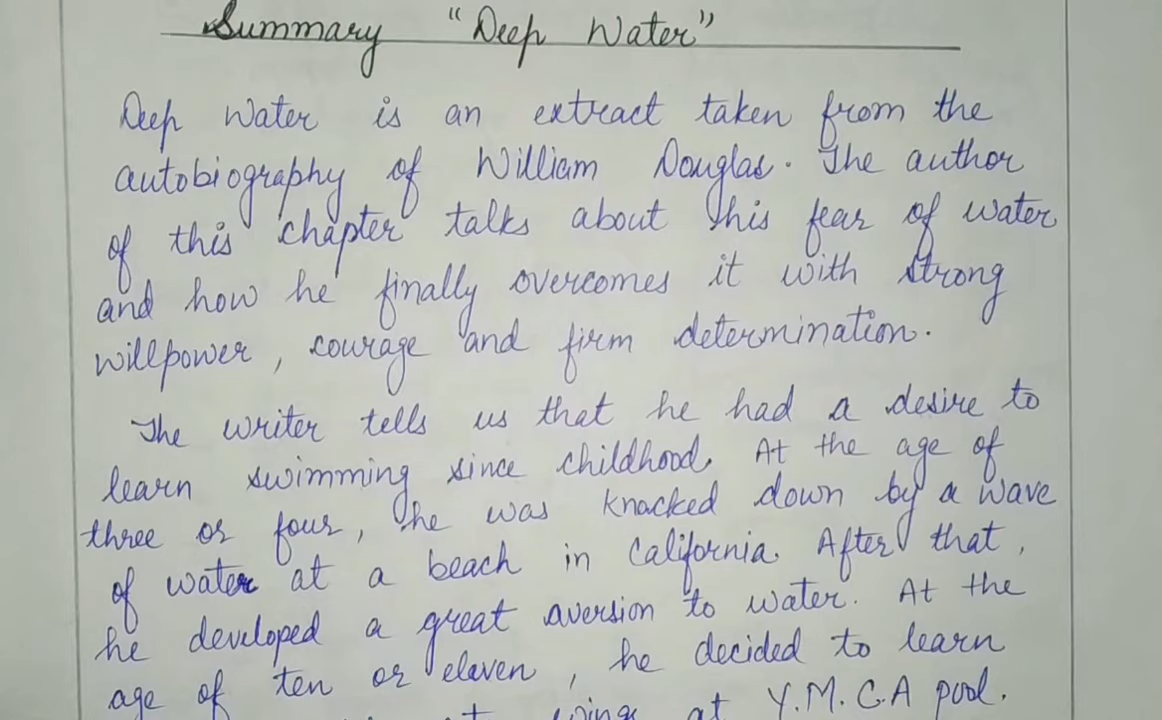 Summary "Deep Water"
Deep Water is an extract taken from the
autobiography of William Douglas. The author
of this chapter talks about his fear of water
and how he finally overcomes it with strong
willpower, courage and firm determination.
The writer tells us that he had a desire to
learn swimming since childhood. At the age of
three or four, he was knacked down by a wave
of water at a beach in California. After that,
he developed a great aversion to water. At the
age of ten or eleven, he decided to learn
wings at Y.M.C.A pool.